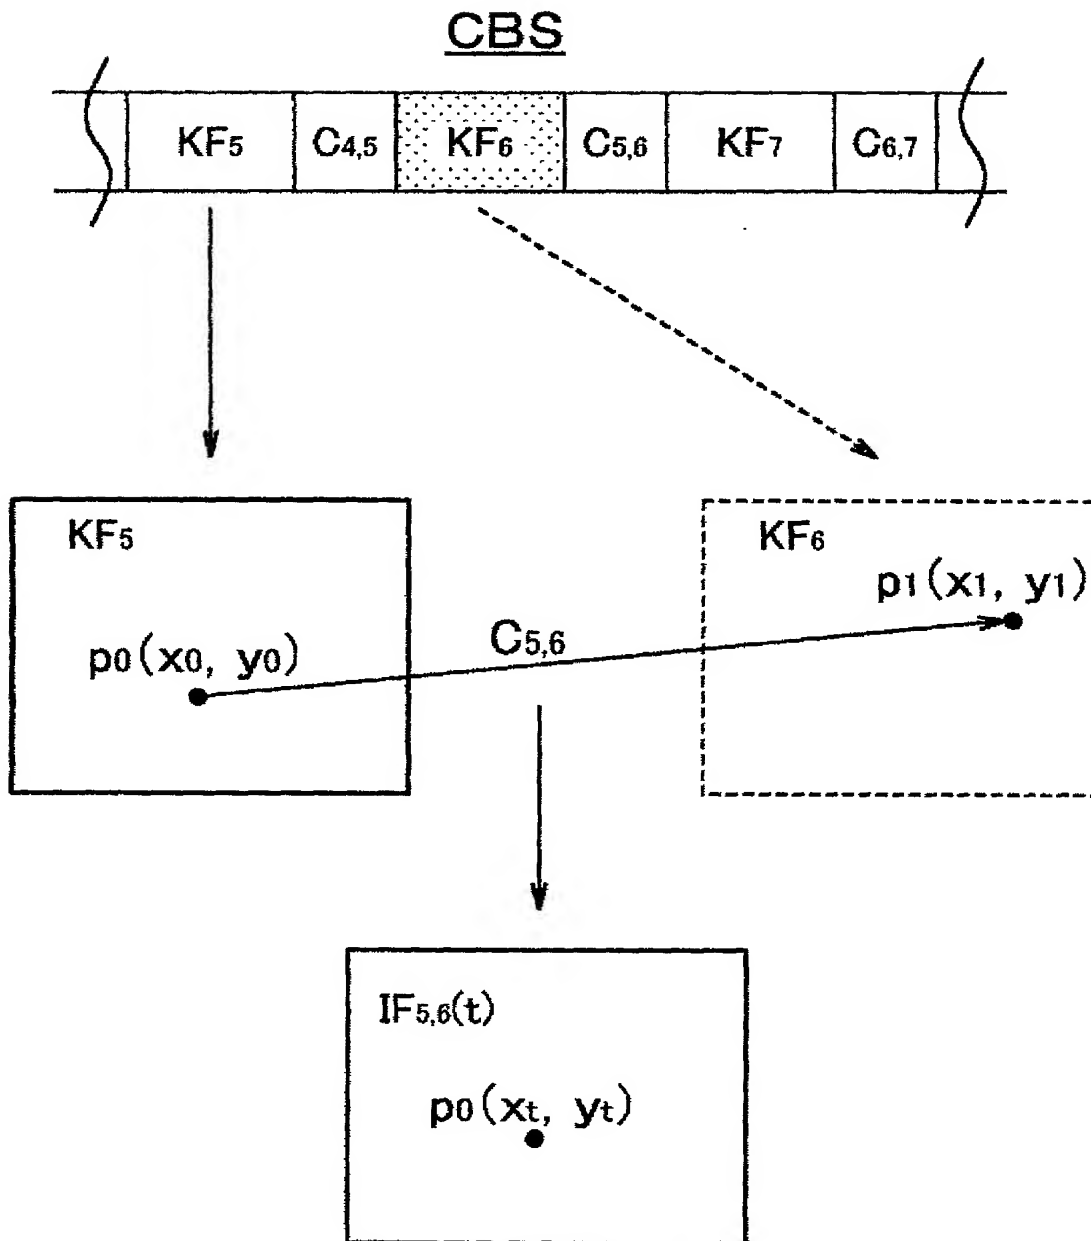 CBS
KF5 C4,5 KF6 C5,6 KF7 C6,7
KF5
KF6
p1(x1, y1)
C5,6
p0(x0, y0)
IF5,6(t)
p0(xt, yt)